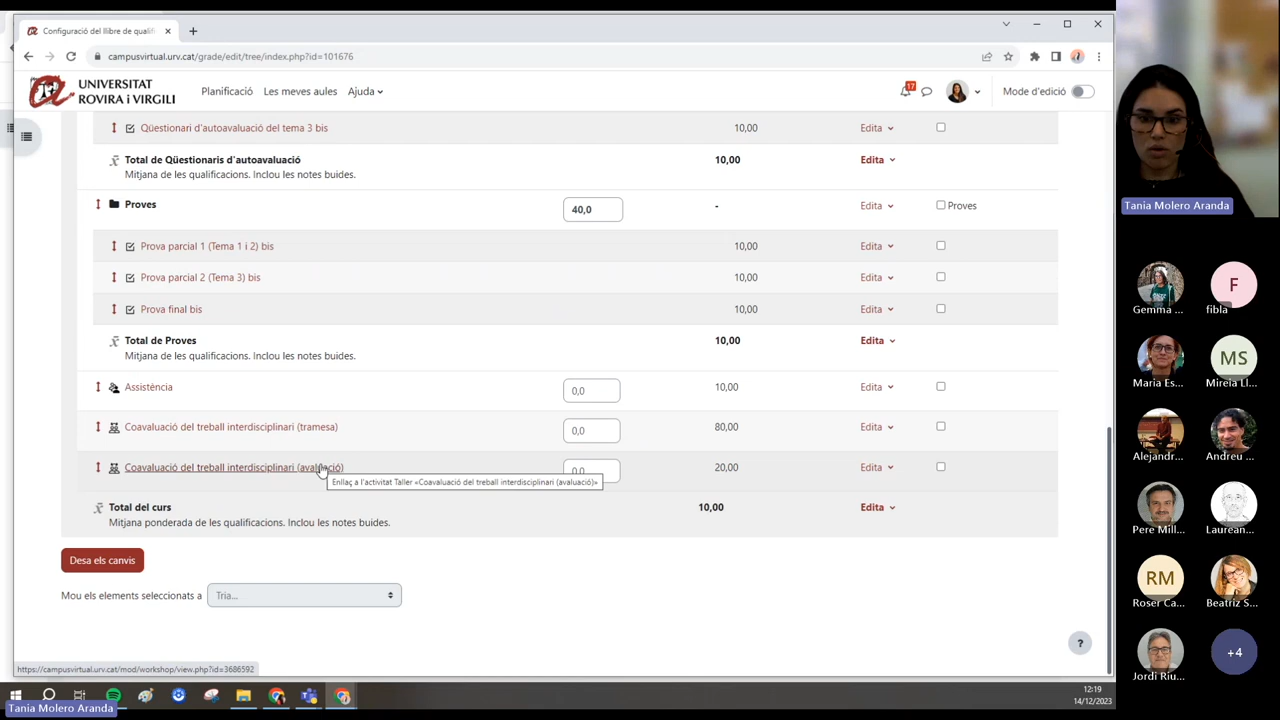 Configuració del llibre de qualifi
campusvirtual.urv.cat/grade/edit/tree/index.php?id=101676
UNIVERSITAT
ROVIRA i VIRGILI
Planificació Les meves aules Ajuda
17
Mode d'edició
Qüestionari d'autoavaluació del tema 3 bis 10,00 Edita
Total de Qüestionaris d'autoavaluació 10,00 Edita
Mitjana de les qualificacions. Inclou les notes buides.
Proves 40,0 - Edita Proves
Prova parcial 1 (Tema 1 i 2) bis 10,00 Edita
Prova parcial 2 (Tema 3) bis 10,00 Edita
Prova final bis 10,00 Edita
Total de Proves 10,00 Edita
Mitjana de les qualificacions. Inclou les notes buides.
Assistència 0,0 10,00 Edita
Coavaluació del treball interdisciplinari (tramesa) 0,0 80,00 Edita
Coavaluació del treball interdisciplinari (avaluació) 0,0 20,00 Edita
Enllaç a l'activitat Taller «Coavaluació del treball interdisciplinari (avaluació)»
Total del curs 10,00 Edita
Mitjana ponderada de les qualificacions. Inclou les notes buides.
Desa els canvis
Mou els elements seleccionats a Tria...
?
https://campusvirtual.urv.cat/mod/workshop/view.php?id=3686592
12:19
14/12/2023
Tania Molero Aranda
Tania Molero Aranda
F
Gemma ... fibla
MS
Maria Es... Mireia Ll...
Alejandr... Andreu ...
Pere Mill... Laurean...
RM
Roser Ca... Beatriz S...
+4
Jordi Riu...